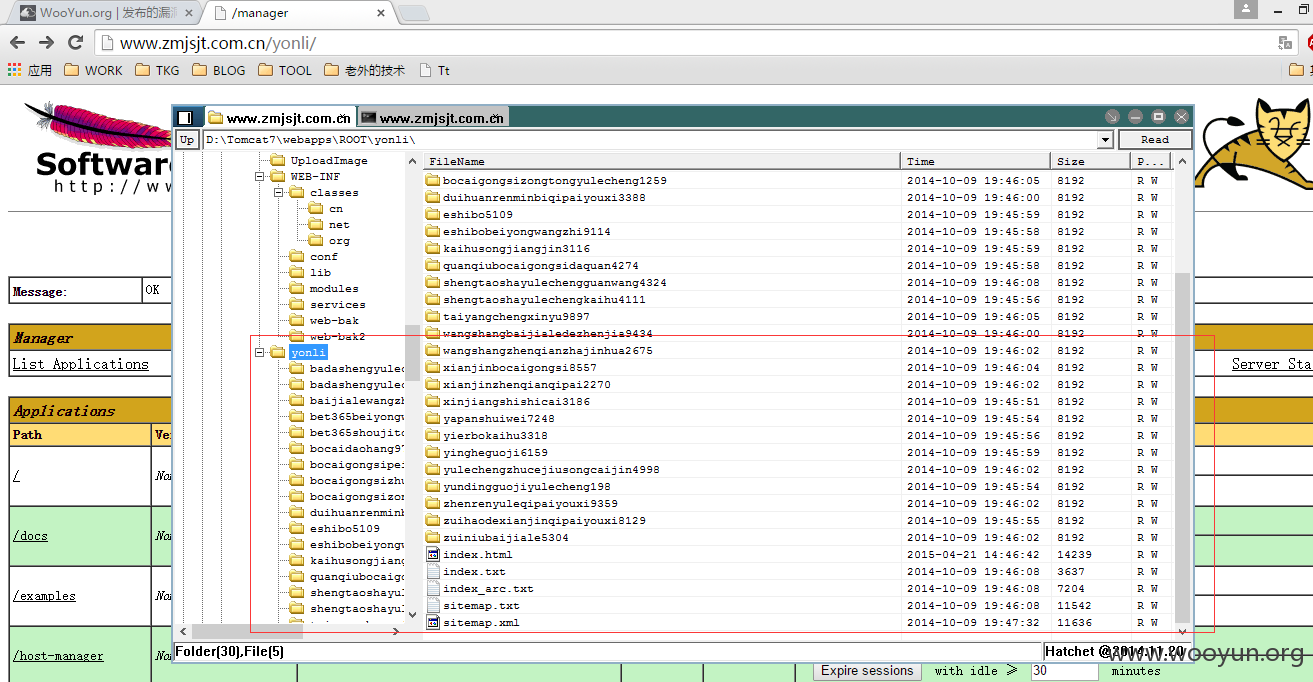 WooYun.org | 发布的漏洞
/manager
www.zmjsjt.com.cn/yonli/
应用 WORK TKG BLOG TOOL 老外的技术 Tt
Software
http://w
www.zmjsjt.com.cn www.zmjsjt.com.cn
Up D:\Tomcat7\webapps\ROOT\yonli\ Read
UploadImage
WEB-INF
classes
cn
net
org
conf
lib
modules
services
web-bak
web-bak2
yonli
badashengyulec
badashengyulec
baijialewangzh
bet365beiyongw
bet365shoujito
bocaidaohang97
bocaigongsipei
bocaigongsizhu
bocaigongsizon
duihuanrenminb
eshibo5109
eshibobeiyongw
kaihusongjiang
quanqiubocaigo
shengtaoshayul
shengtaoshayul
FileName Time Size P...
bocaigongsizongtongyulecheng1259 2014-10-09 19:46:05 8192 R W
duihuanrenminbiqipaiyouxi3388 2014-10-09 19:46:00 8192 R W
eshibo5109 2014-10-09 19:45:59 8192 R W
eshibobeiyongwangzhi9114 2014-10-09 19:45:58 8192 R W
kaihusongjiangjin3116 2014-10-09 19:45:59 8192 R W
quanqiubocaigongsidaquan4274 2014-10-09 19:45:58 8192 R W
shengtaoshayulechengguanwang4324 2014-10-09 19:46:08 8192 R W
shengtaoshayulechengkaihu4111 2014-10-09 19:45:56 8192 R W
taiyangchengxinyu9897 2014-10-09 19:46:05 8192 R W
wangshangbaijialedezhenjia9434 2014-10-09 19:46:00 8192 R W
wangshangzhenqianzhajinhua2675 2014-10-09 19:46:02 8192 R W
xianjinbocaigongsi8557 2014-10-09 19:46:04 8192 R W
xianjinzhenqianqipai2270 2014-10-09 19:46:02 8192 R W
xinjiangshishicai3186 2014-10-09 19:45:51 8192 R W
yapanshuiwei7248 2014-10-09 19:45:54 8192 R W
yierbokaihu3318 2014-10-09 19:45:56 8192 R W
yingheguoji6159 2014-10-09 19:45:59 8192 R W
yulechengzhucejiusongcaijin4998 2014-10-09 19:46:02 8192 R W
yundingguojiyulecheng198 2014-10-09 19:45:54 8192 R W
zhenrenyuleqipaiyouxi9359 2014-10-09 19:46:02 8192 R W
zuihaodexianjinqipaiyouxi8129 2014-10-09 19:45:55 8192 R W
zuiniubaijiale5304 2014-10-09 19:46:02 8192 R W
index.html 2015-04-21 14:46:42 14239 R W
index.txt 2014-10-09 19:46:08 3637 R W
index_arc.txt 2014-10-09 19:46:08 7204 R W
sitemap.txt 2014-10-09 19:46:08 11542 R W
sitemap.xml 2014-10-09 19:47:32 11636 R W
Folder(30),File(5) Hatchet @2014.11.20
Message: OK
Manager
List Applications Server Sta
Applications
Path Ve
/ No
/docs No
/examples No
/host-manager No
Expire sessions with idle ≥ 30 minutes
www.wooyun.org